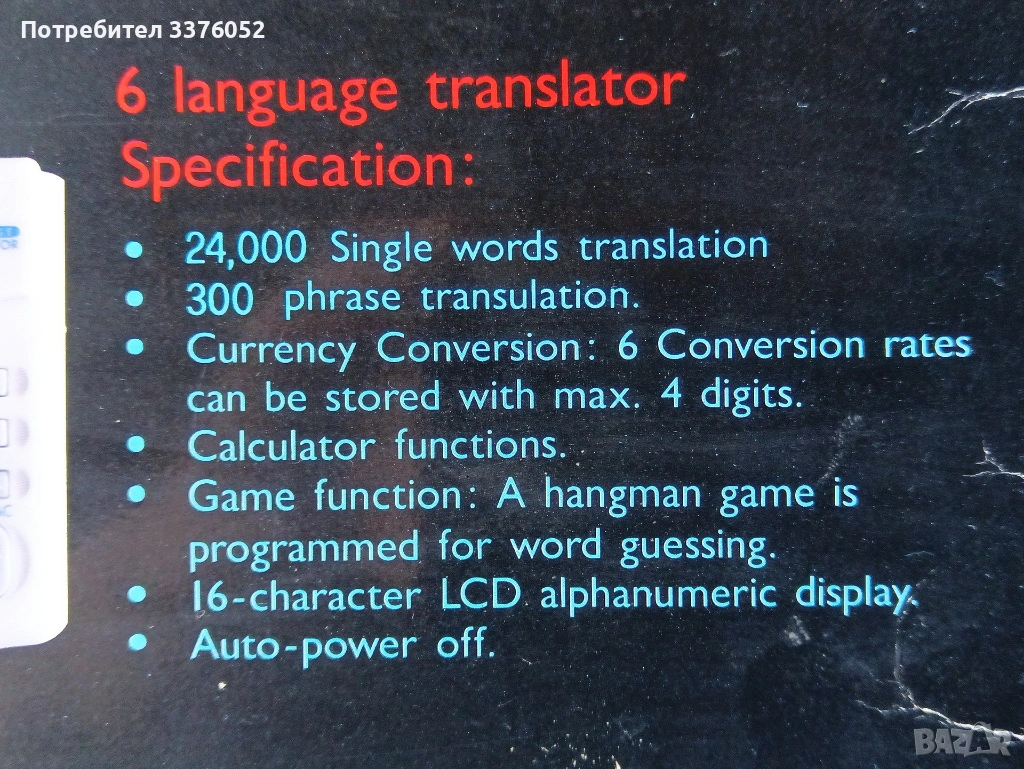 Потребител 3376052
6 language translator
Specification:
• 24,000 Single words translation
• 300 phrase transulation.
• Currency Conversion: 6 Conversion rates
can be stored with max. 4 digits.
• Calculator functions.
• Game function: A hangman game is
programmed for word guessing.
• 16-character LCD alphanumeric display.
• Auto-power off.
BAZAR